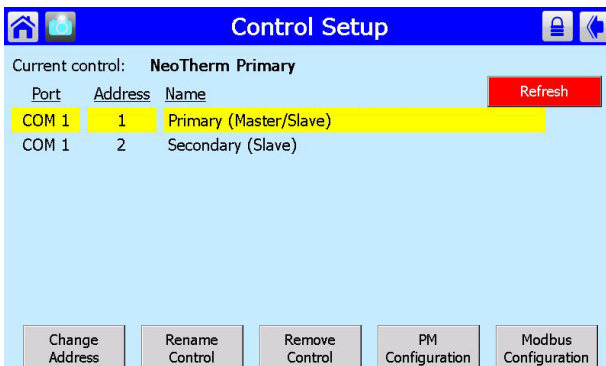 Control Setup
Current control: NeoTherm Primary
Port Address Name Refresh
COM 1 1 Primary (Master/Slave)
COM 1 2 Secondary (Slave)
Change Address
Rename Control
Remove Control
PM Configuration
Modbus Configuration